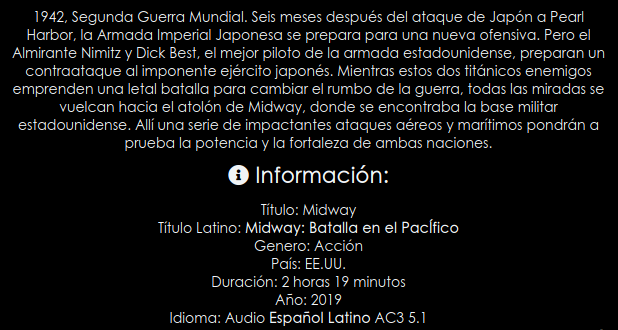 1942, Segunda Guerra Mundial. Seis meses después del ataque de Japón a Pearl
Harbor, la Armada Imperial Japonesa se prepara para una nueva ofensiva. Pero el
Almirante Nimitz y Dick Best, el mejor piloto de la armada estadounidense, preparan un
contraataque al imponente ejército japonés. Mientras estos dos titánicos enemigos
emprenden una letal batalla para cambiar el rumbo de la guerra, todas las miradas se
vuelcan hacia el atolón de Midway, donde se encontraba la base militar
estadounidense. Allí una serie de impactantes ataques aéreos y marítimos pondrán a
prueba la potencia y la fortaleza de ambas naciones.
Información:
Título: Midway
Título Latino: Midway: Batalla en el PacÍfico
Genero: Acción
País: EE.UU.
Duración: 2 horas 19 minutos
Año: 2019
Idioma: Audio Español Latino AC3 5.1